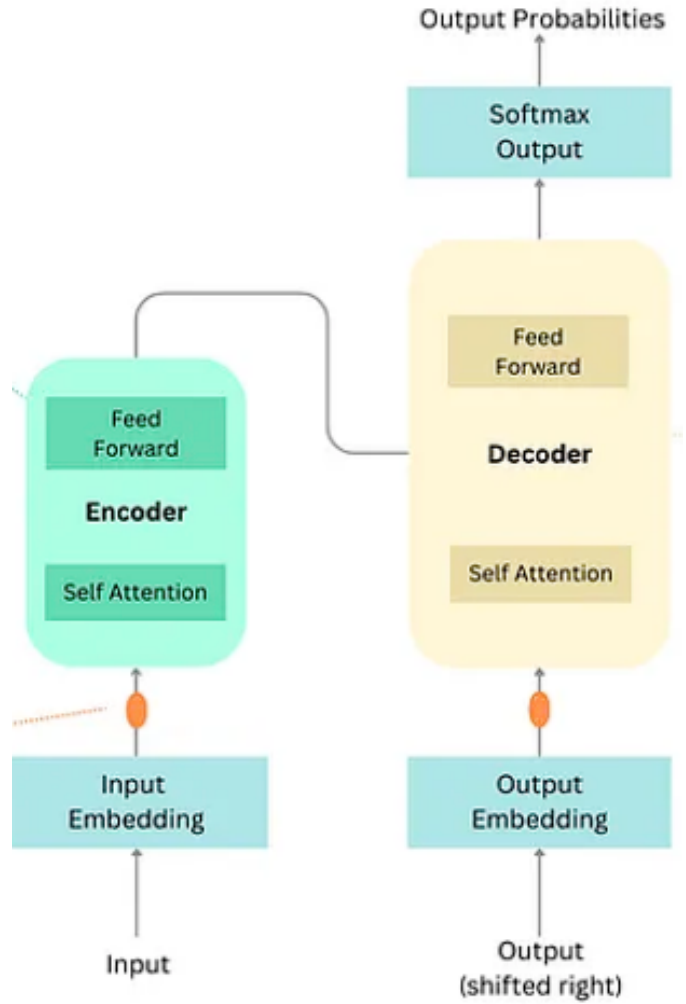 Output Probabilities
Softmax
Output
Feed
Forward
Decoder
Self Attention
Feed
Forward
Encoder
Self Attention
Input
Embedding
Output
Embedding
Input
Output
(shifted right)